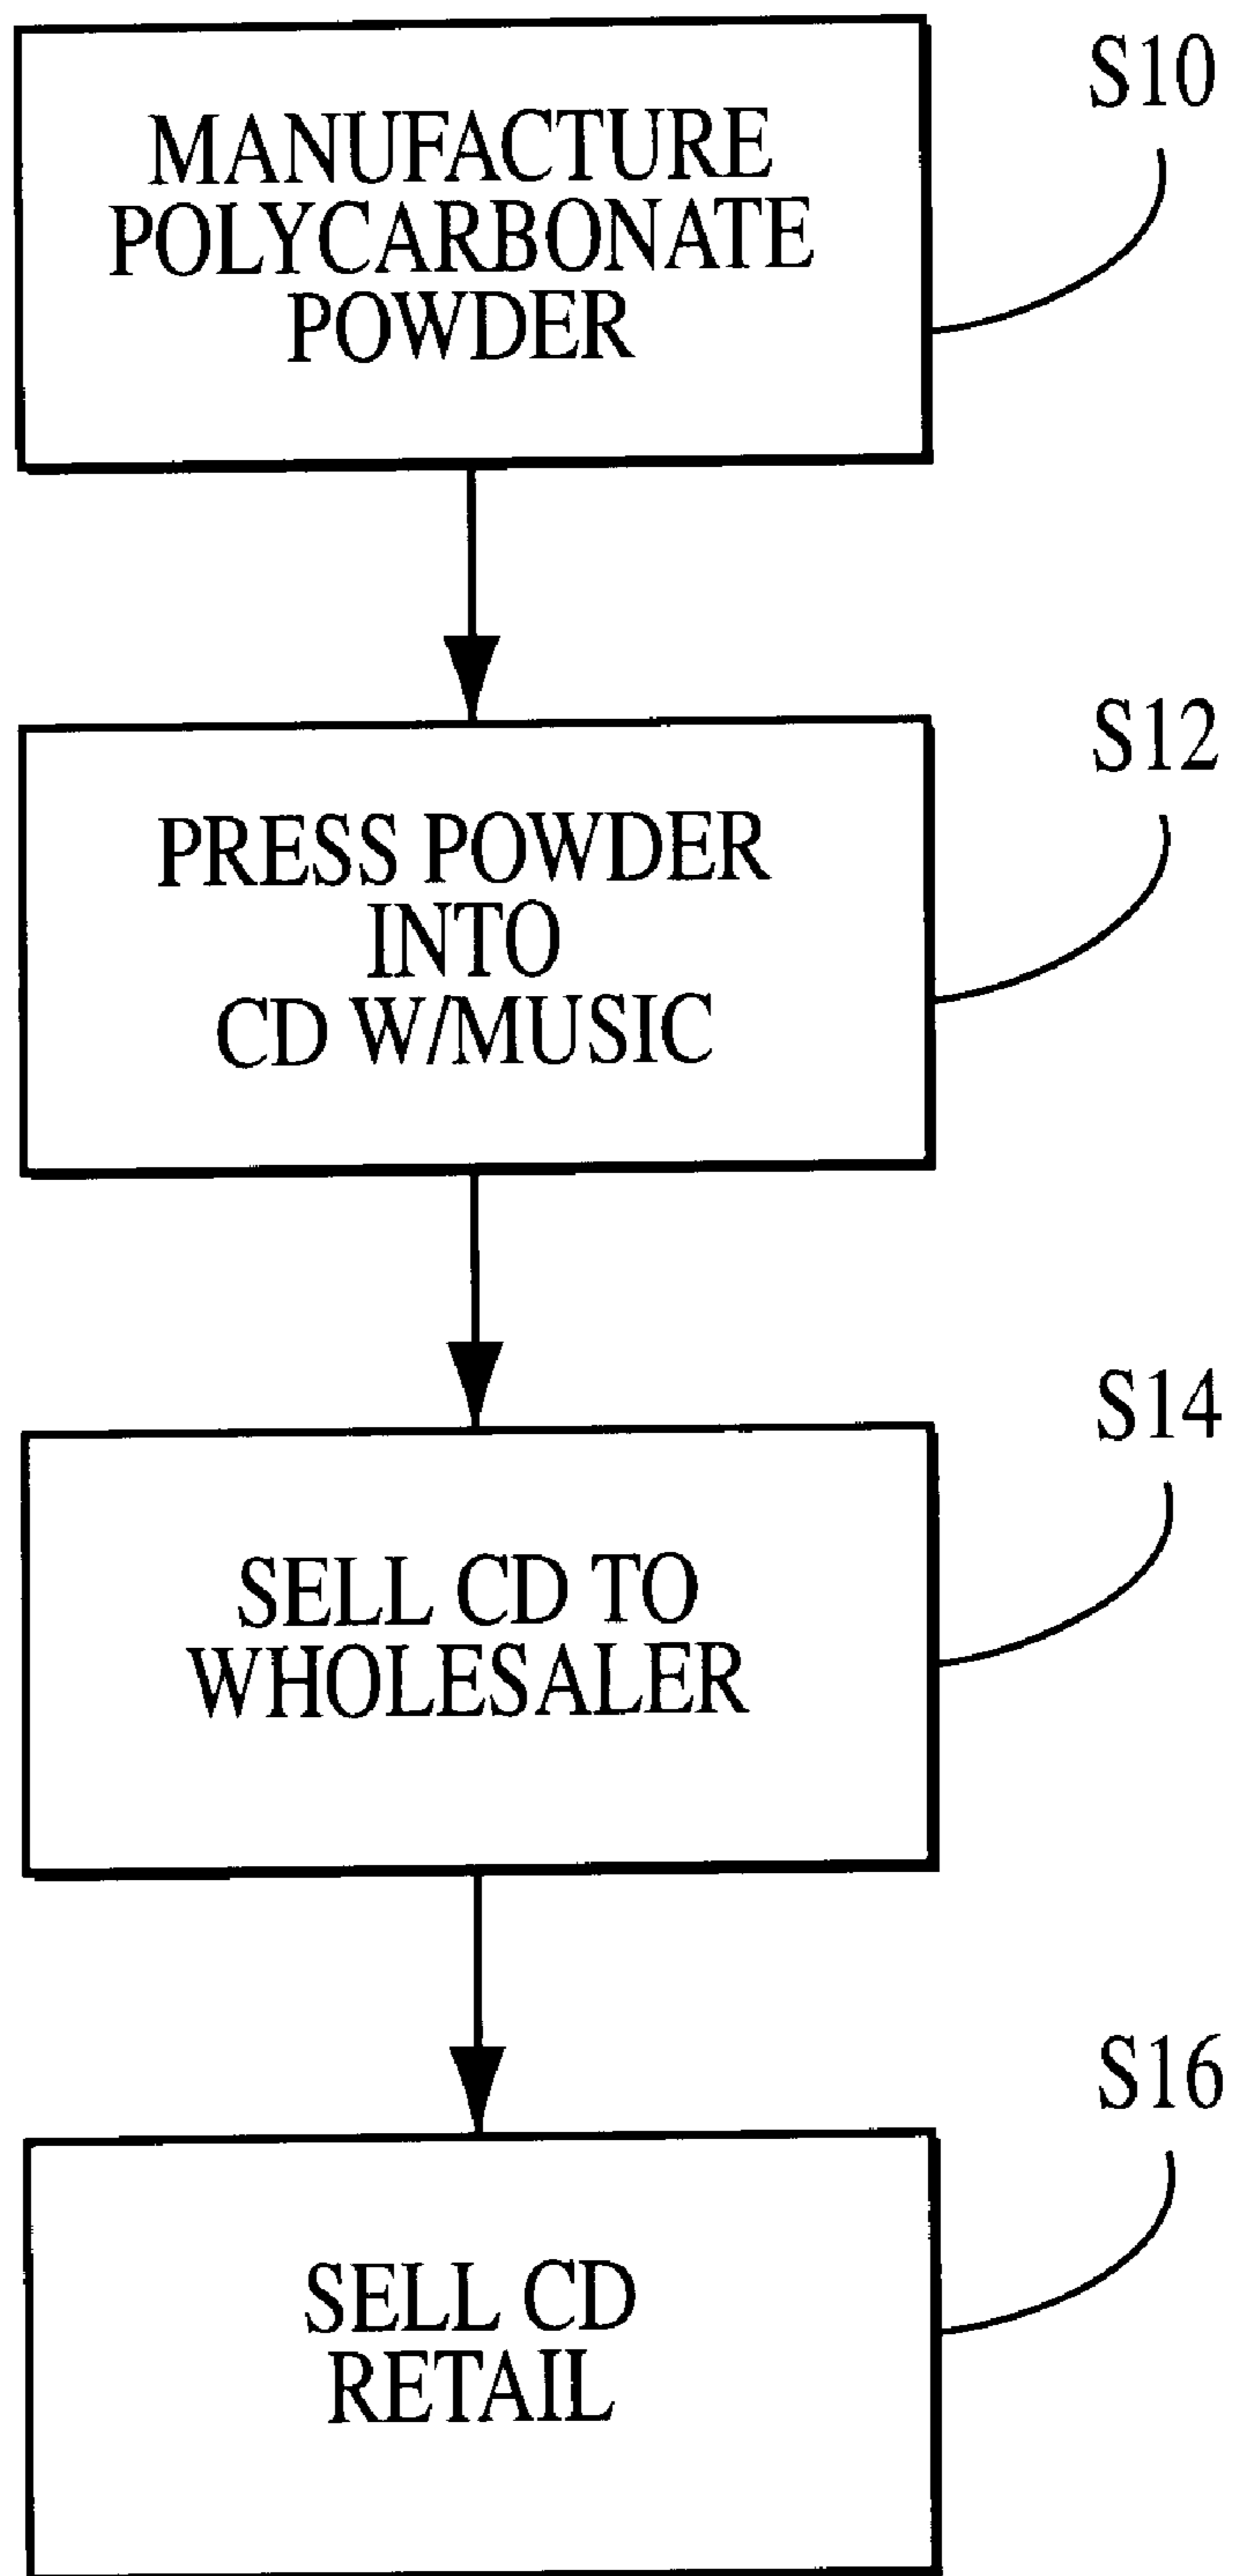 S10
MANUFACTURE
POLYCARBONATE
POWDER
S12
PRESS POWDER
INTO
CD W/MUSIC
S14
SELL CD TO
WHOLESALER
S16
SELL CD
RETAIL